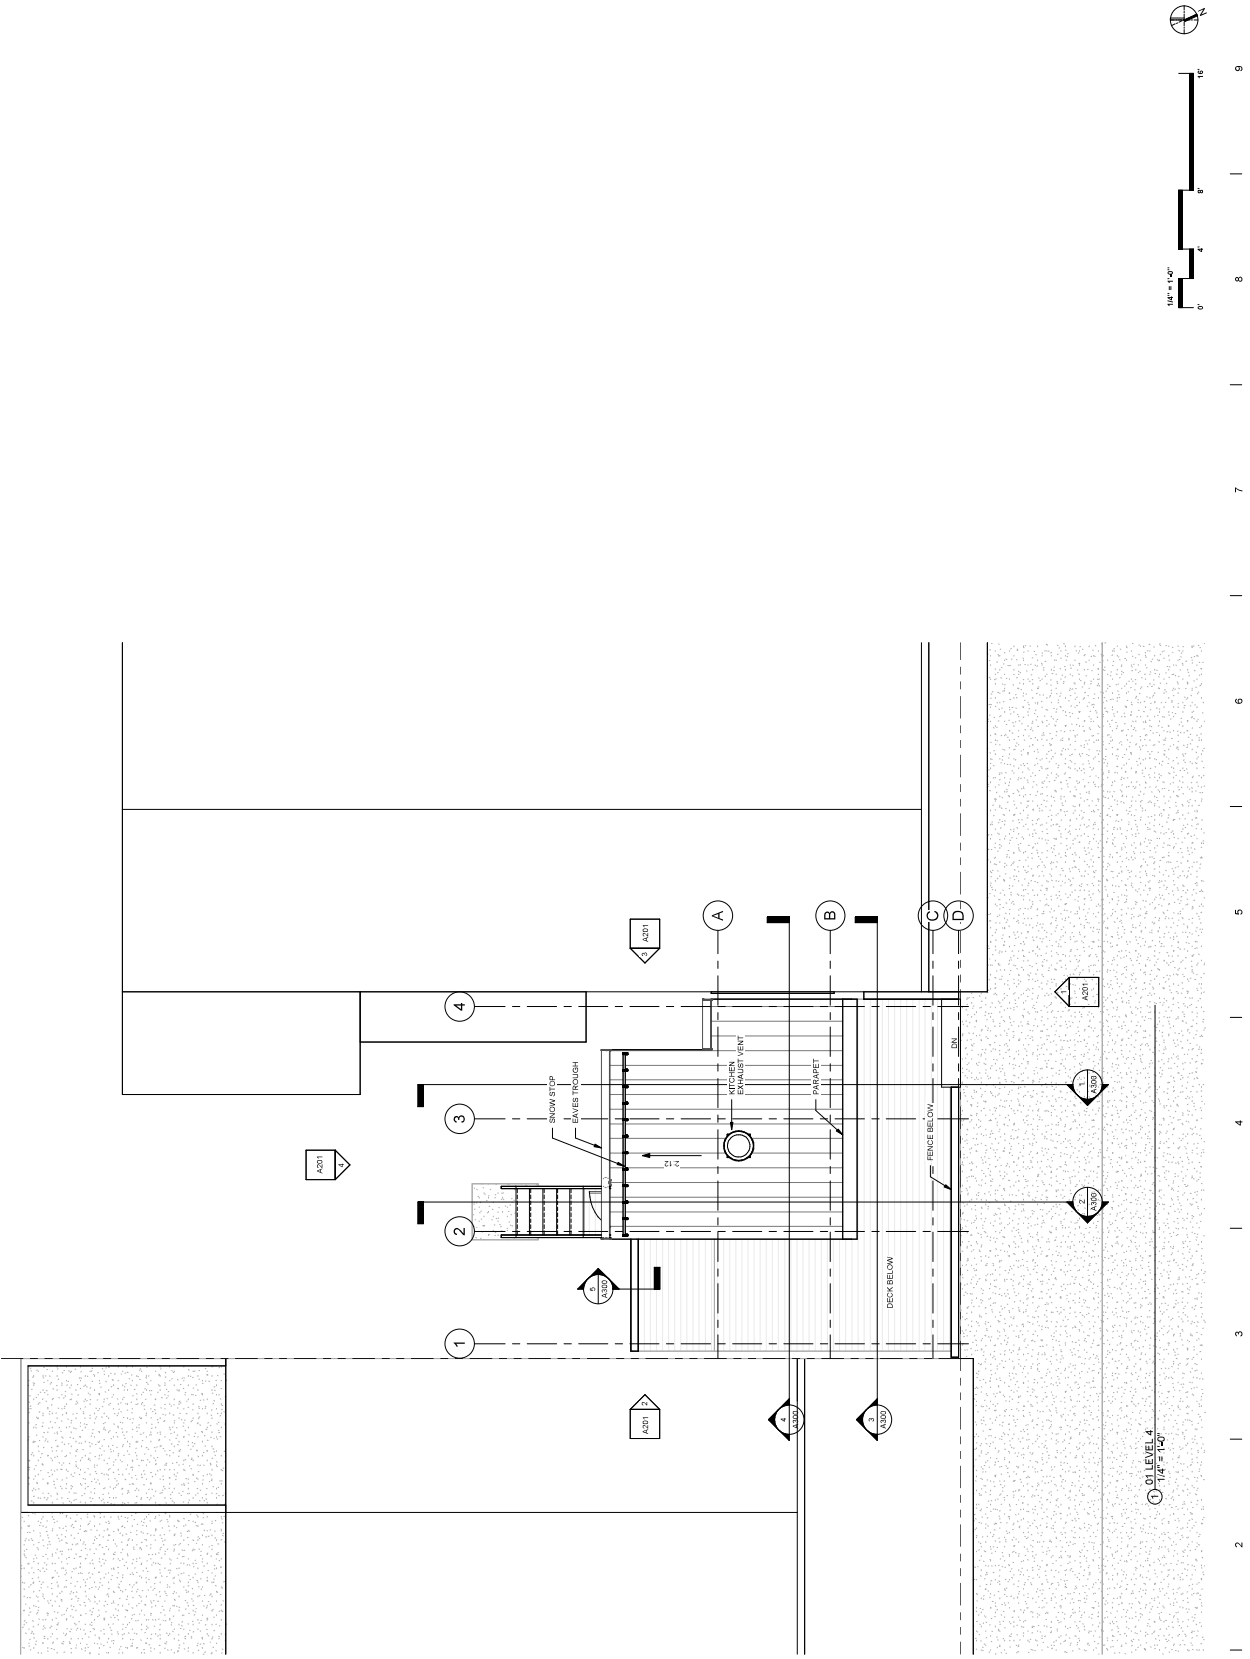 N
1/4" = 1'-0"
0'
4'
8'
16'
9
8
7
6
5
4
3
2
A
B
C
D
4
3
2
1
A201
3
A201
4
A201
2
1
A201
1
A300
2
A300
3
A300
4
A300
5
A300
SNOW STOP
EAVES TROUGH
KITCHEN
EXHAUST VENT
PARAPET
2:12
DN
FENCE BELOW
DECK BELOW
1
01 LEVEL 4
1/4" = 1'-0"